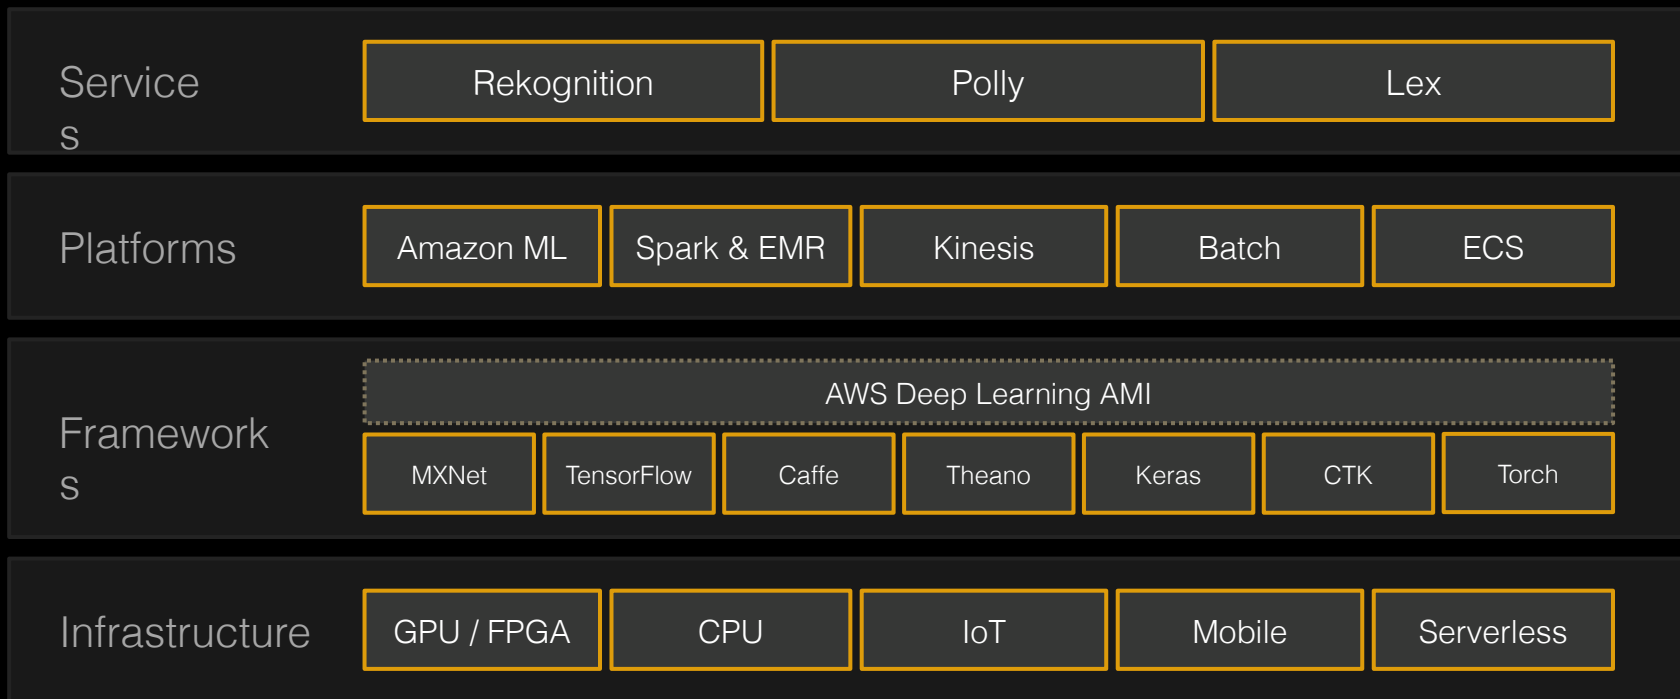 Service
s
Rekognition
Polly
Lex
Platforms
Amazon ML
Spark & EMR
Kinesis
Batch
ECS
Framework
s
AWS Deep Learning AMI
MXNet
TensorFlow
Caffe
Theano
Keras
CTK
Torch
Infrastructure
GPU / FPGA
CPU
IoT
Mobile
Serverless